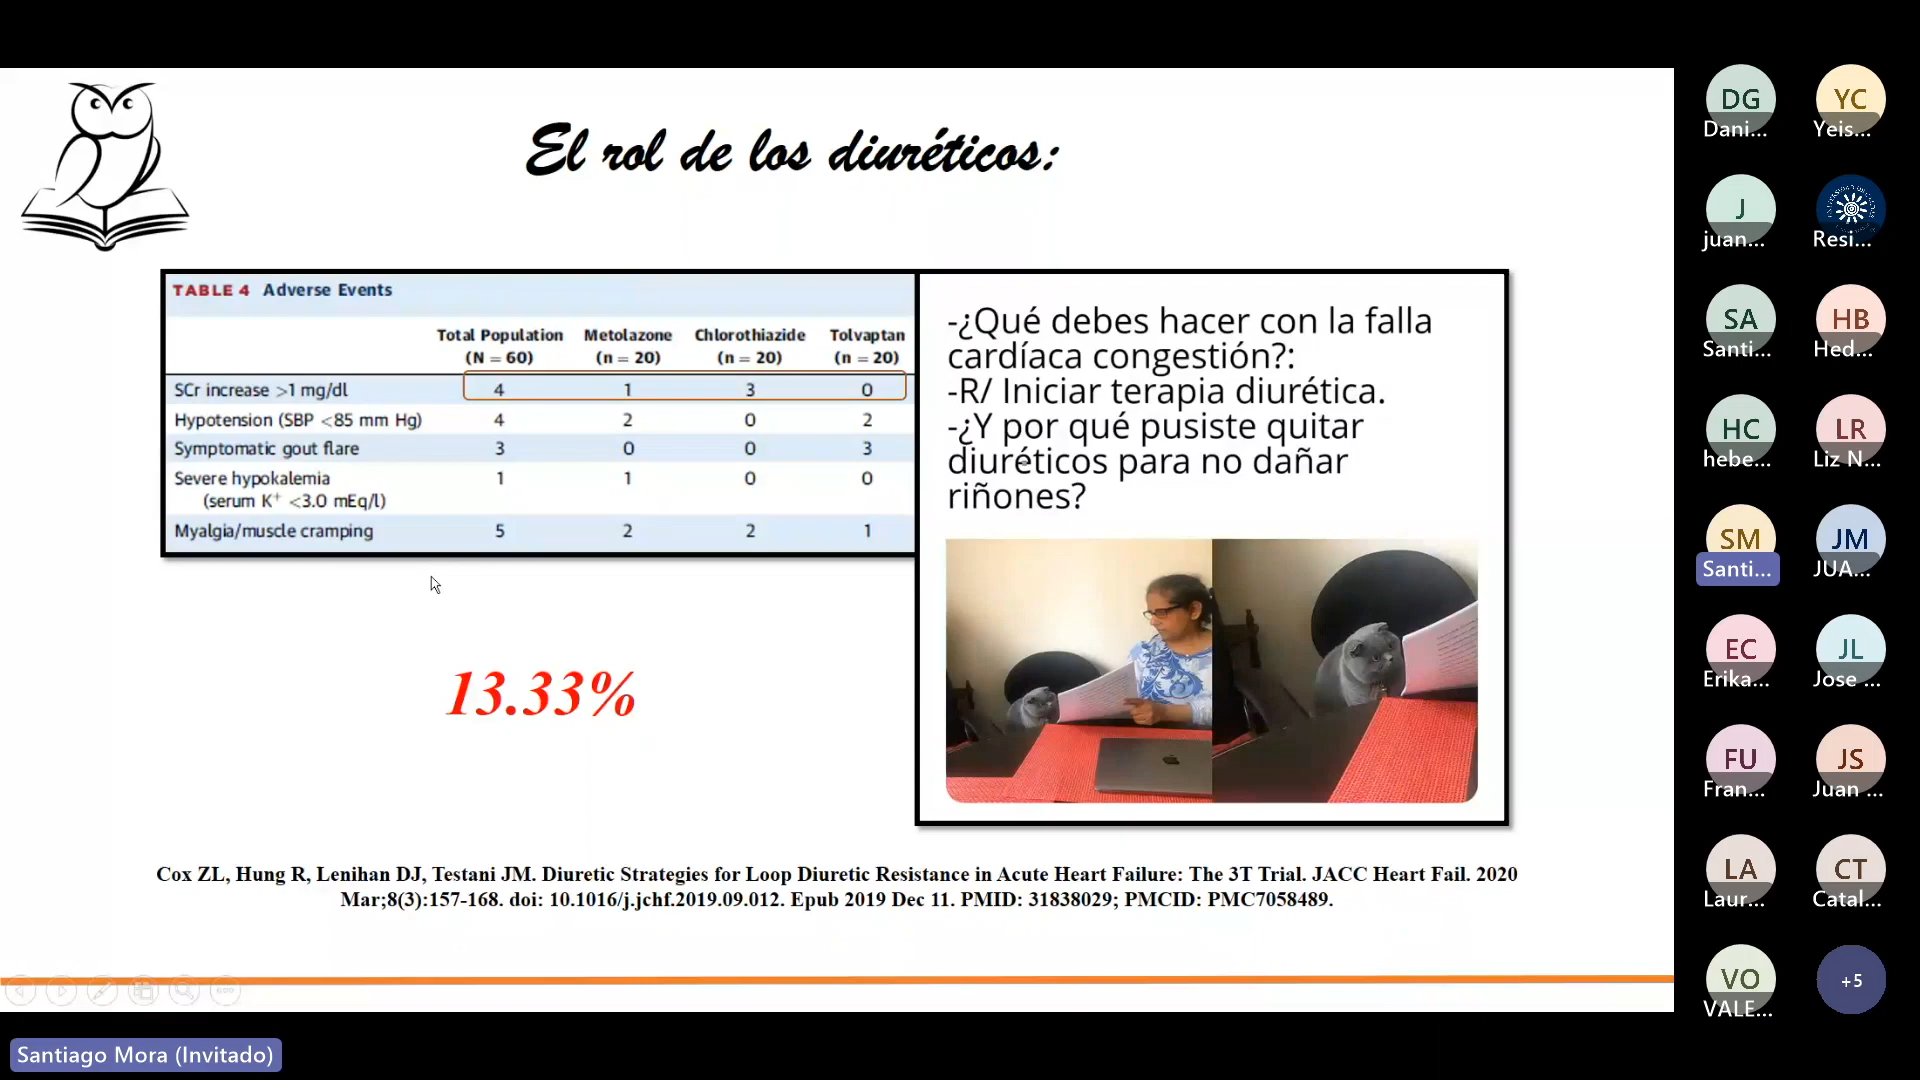 El rol de los diuréticos:
TABLE 4 Adverse Events
Total Population (N = 60) Metolazone (n = 20) Chlorothiazide (n = 20) Tolvaptan (n = 20)
SCr increase >1 mg/dl 4 1 3 0
Hypotension (SBP <85 mm Hg) 4 2 0 2
Symptomatic gout flare 3 0 0 3
Severe hypokalemia 1 1 0 0
(serum K+ <3.0 mEq/l)
Myalgia/muscle cramping 5 2 2 1
13.33%
-¿Qué debes hacer con la falla
cardíaca congestión?:
-R/ Iniciar terapia diurética.
-¿Y por qué pusiste quitar
diuréticos para no dañar
riñones?
Cox ZL, Hung R, Lenihan DJ, Testani JM. Diuretic Strategies for Loop Diuretic Resistance in Acute Heart Failure: The 3T Trial. JACC Heart Fail. 2020
Mar;8(3):157-168. doi: 10.1016/j.jchf.2019.09.012. Epub 2019 Dec 11. PMID: 31838029; PMCID: PMC7058489.
Santiago Mora (Invitado)
DG YC
Dani... Yeis...
J
juan... Resi...
SA HB
Santi... Hed...
HC LR
hebe... Liz N...
SM JM
Santi... JUA...
EC JL
Erika... Jose ...
FU JS
Fran... Juan ...
LA CT
Laur... Catal...
VO +5
VALE...